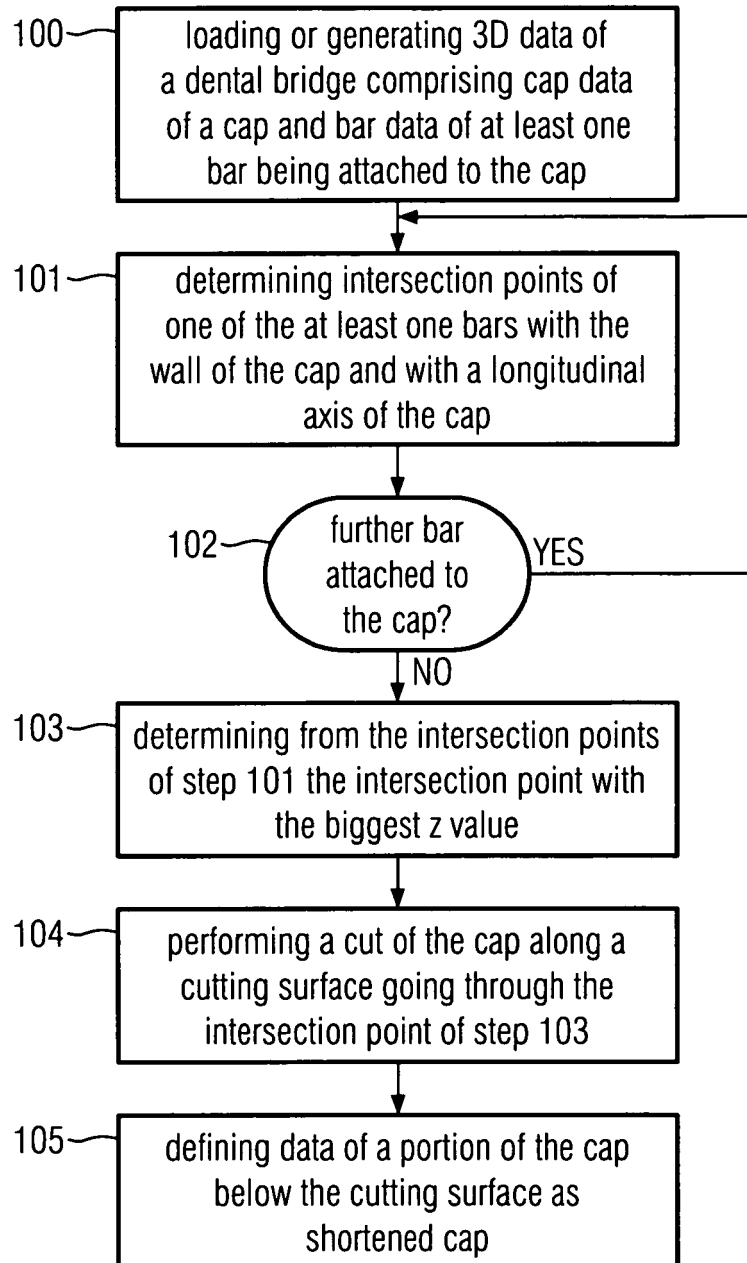 100
loading or generating 3D data of
a dental bridge comprising cap data
of a cap and bar data of at least one
bar being attached to the cap
101
determining intersection points of
one of the at least one bars with the
wall of the cap and with a longitudinal
axis of the cap
102
further bar
attached to
the cap?
YES
NO
103
determining from the intersection points
of step 101 the intersection point with
the biggest z value
104
performing a cut of the cap along a
cutting surface going through the
intersection point of step 103
105
defining data of a portion of the cap
below the cutting surface as
shortened cap